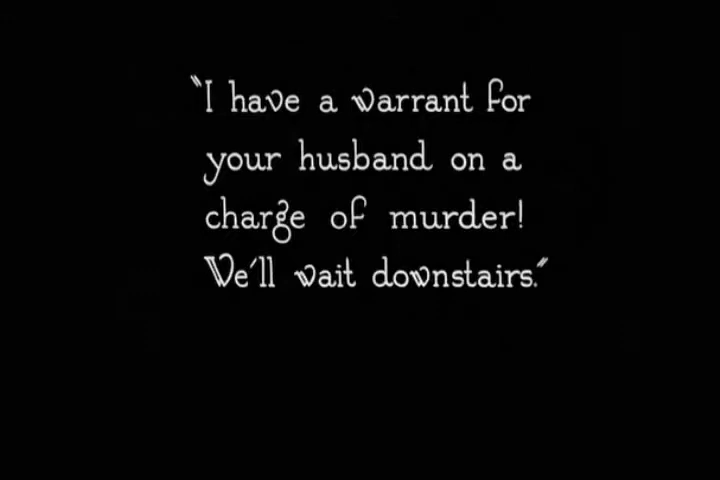 "I have a warrant for
your husband on a
charge of murder!
We'll wait downstairs."